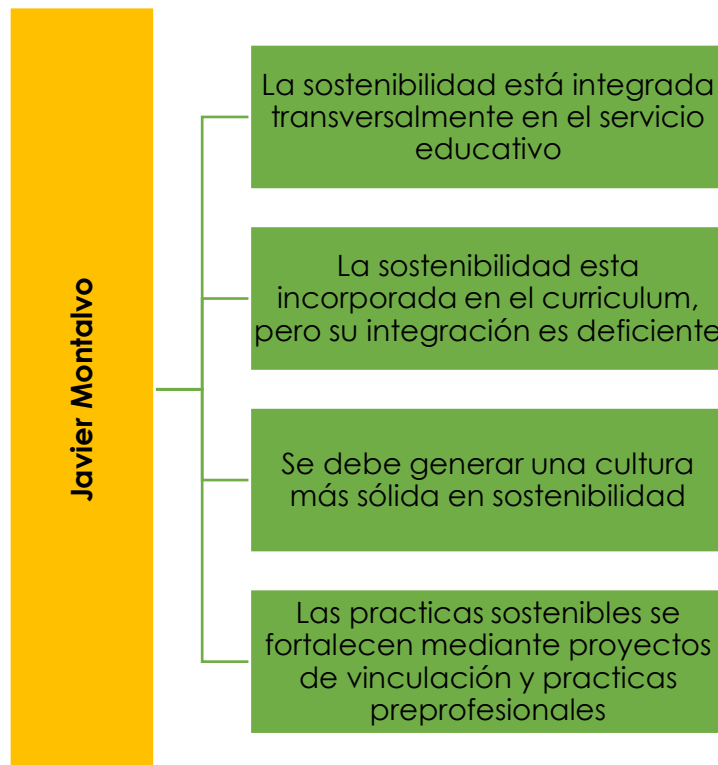 Javier Montalvo
La sostenibilidad está integrada
transversalmente en el servicio
educativo
La sostenibilidad esta
incorporada en el curriculum,
pero su integración es deficiente
Se debe generar una cultura
más sólida en sostenibilidad
Las practicas sostenibles se
fortalecen mediante proyectos
de vinculación y practicas
preprofesionales